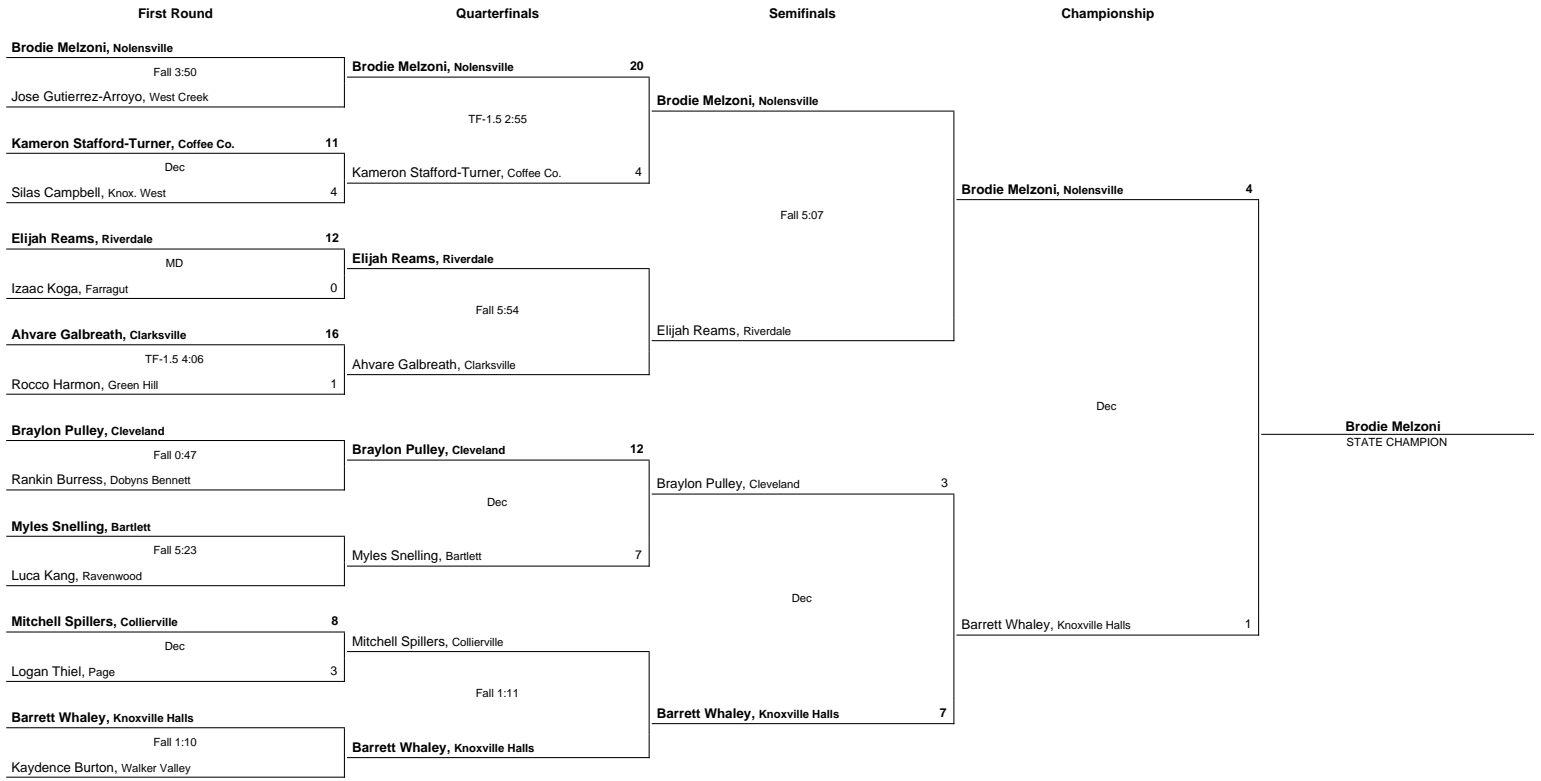 First Round Quarterfinals Semifinals Championship
Brodie Melzoni, Nolensville
Fall 3:50
Jose Gutierrez-Arroyo, West Creek
Kameron Stafford-Turner, Coffee Co. 11
Dec
Silas Campbell, Knox. West 4
Elijah Reams, Riverdale 12
MD
Izaac Koga, Farragut 0
Ahvare Galbreath, Clarksville 16
TF-1.5 4:06
Rocco Harmon, Green Hill 1
Braylon Pulley, Cleveland
Fall 0:47
Rankin Burress, Dobyns Bennett
Myles Snelling, Bartlett
Fall 5:23
Luca Kang, Ravenwood
Mitchell Spillers, Collierville 8
Dec
Logan Thiel, Page 3
Barrett Whaley, Knoxville Halls
Fall 1:10
Kaydence Burton, Walker Valley
Brodie Melzoni, Nolensville 20
TF-1.5 2:55
Kameron Stafford-Turner, Coffee Co. 4
Elijah Reams, Riverdale
Fall 5:54
Ahvare Galbreath, Clarksville
Braylon Pulley, Cleveland 12
Dec
Myles Snelling, Bartlett 7
Mitchell Spillers, Collierville
Fall 1:11
Barrett Whaley, Knoxville Halls
Brodie Melzoni, Nolensville
Fall 5:07
Elijah Reams, Riverdale
Braylon Pulley, Cleveland 3
Dec
Barrett Whaley, Knoxville Halls 7
Brodie Melzoni, Nolensville 4
Dec
Barrett Whaley, Knoxville Halls 1
Brodie Melzoni
STATE CHAMPION